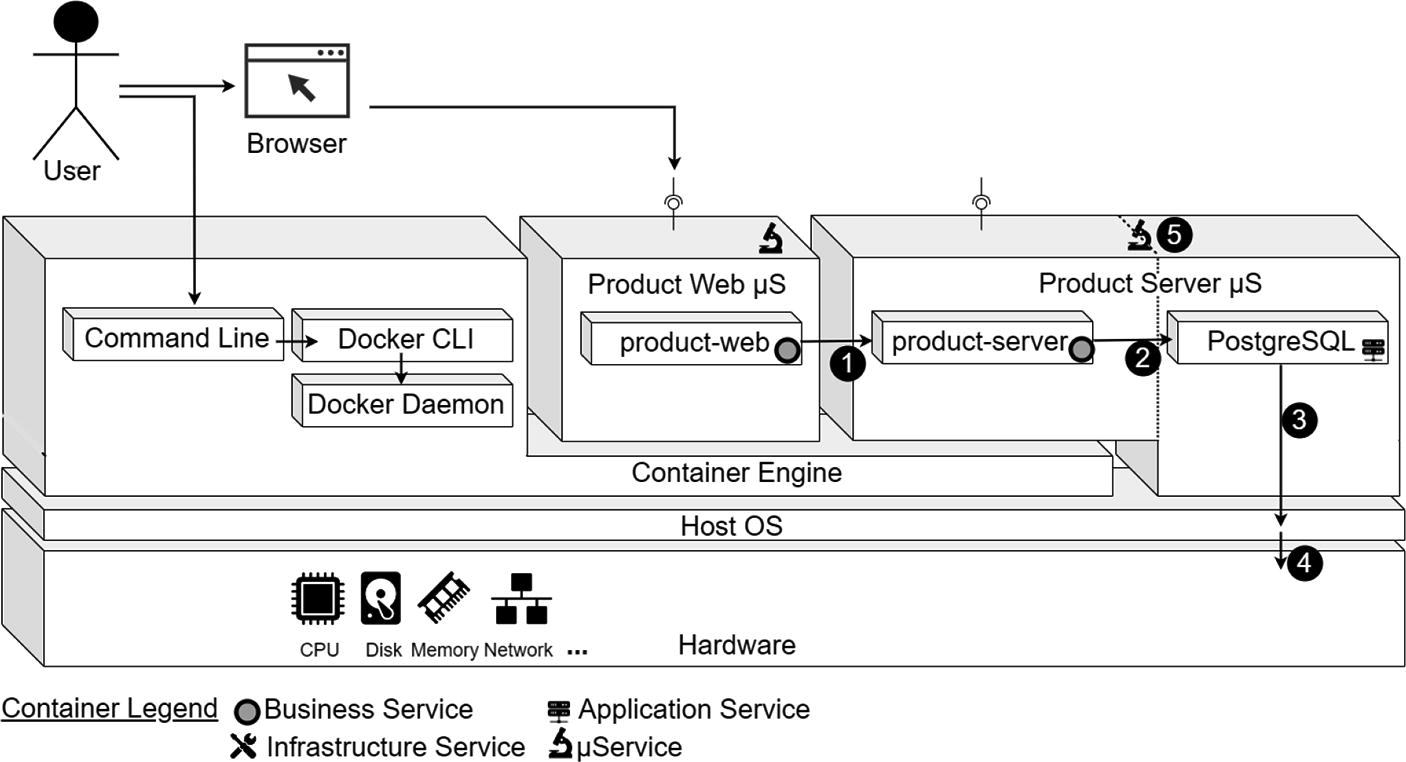 User
Browser
5
Product Web µS
Product Server µS
Command Line
Docker CLI
product-web
product-server
PostgreSQL
1
2
Docker Daemon
3
Container Engine
Host OS
4
CPU
Disk
Memory
Network
...
Hardware
Container Legend
Business Service
Application Service
Infrastructure Service
µService